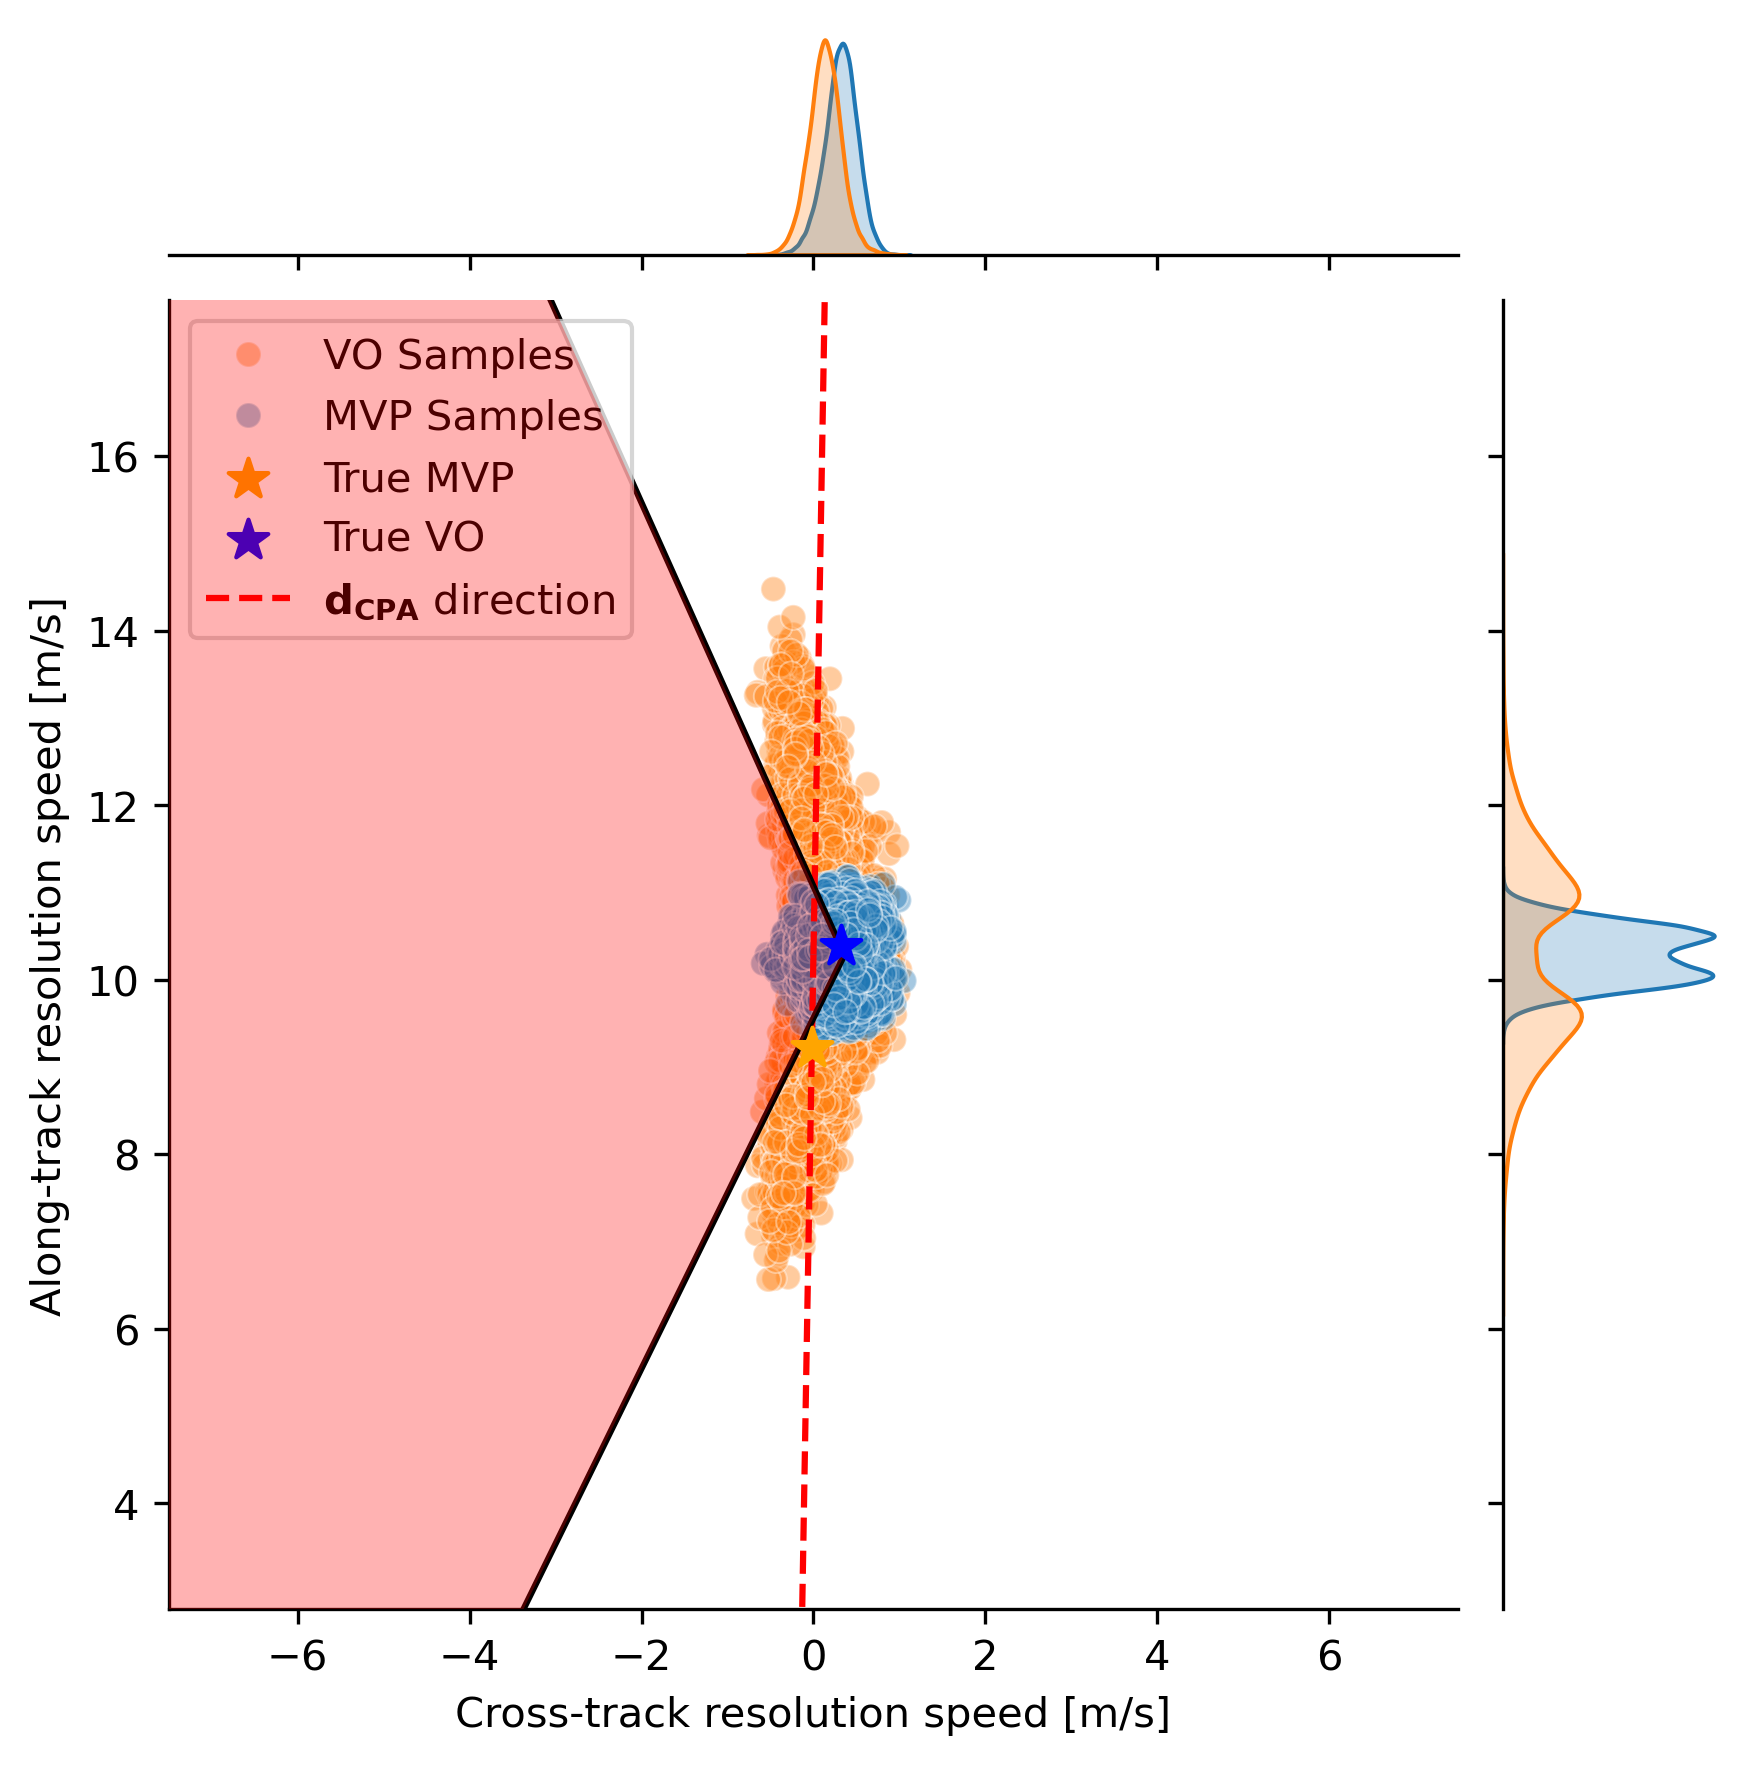 VO Samples
MVP Samples
True MVP
True VO
d_CPA direction
16
14
12
10
8
6
4
−6 −4 −2 0 2 4 6
Cross-track resolution speed [m/s]
Along-track resolution speed [m/s]